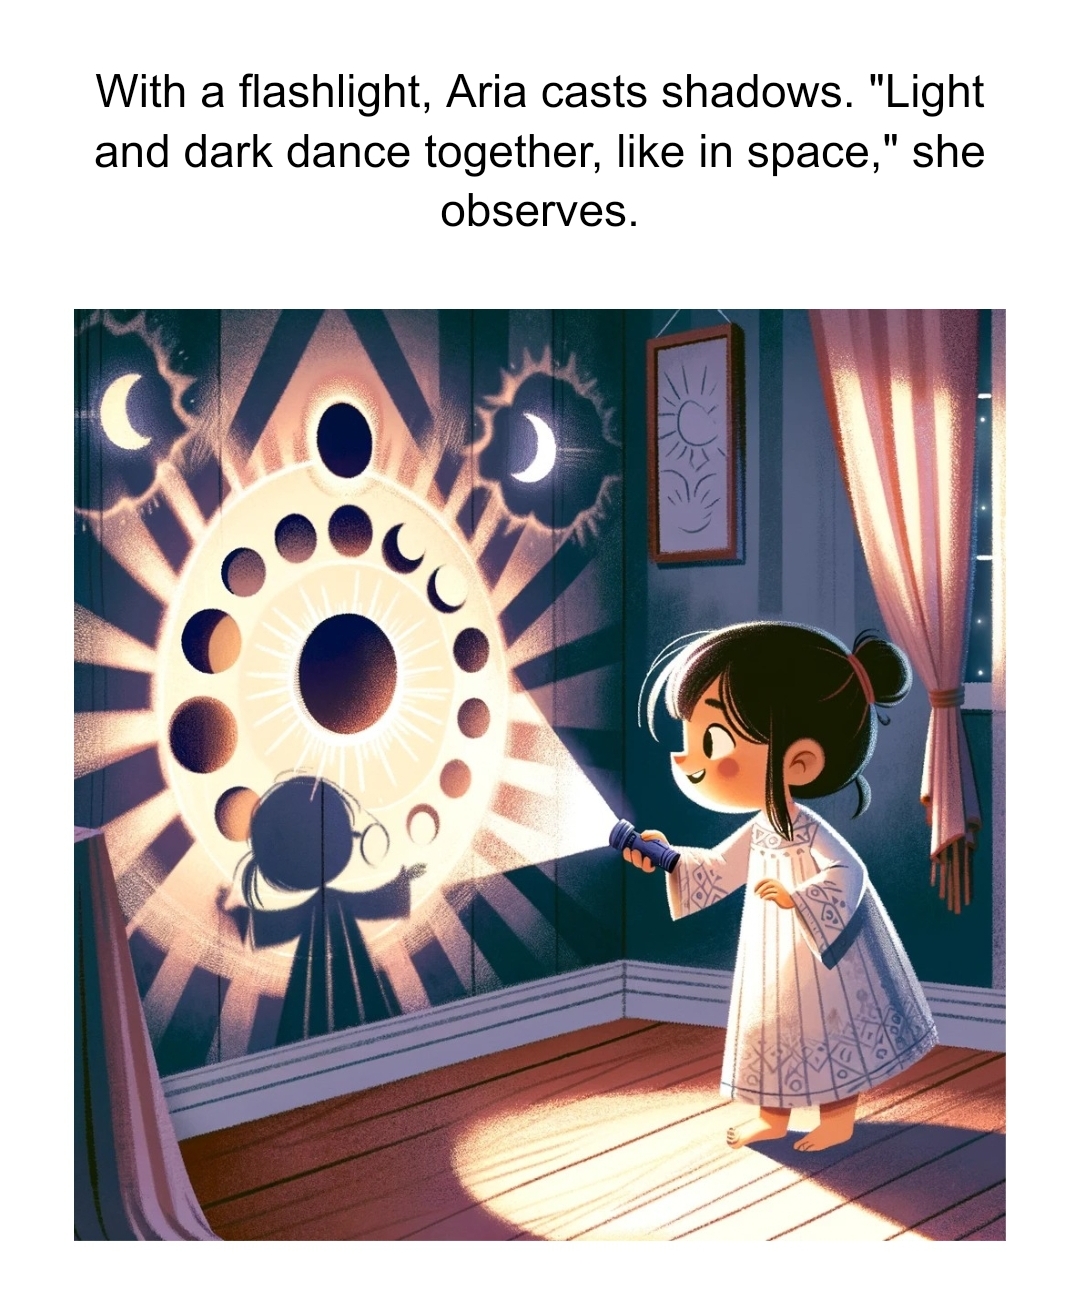 With a flashlight, Aria casts shadows. "Light
and dark dance together, like in space," she
observes.